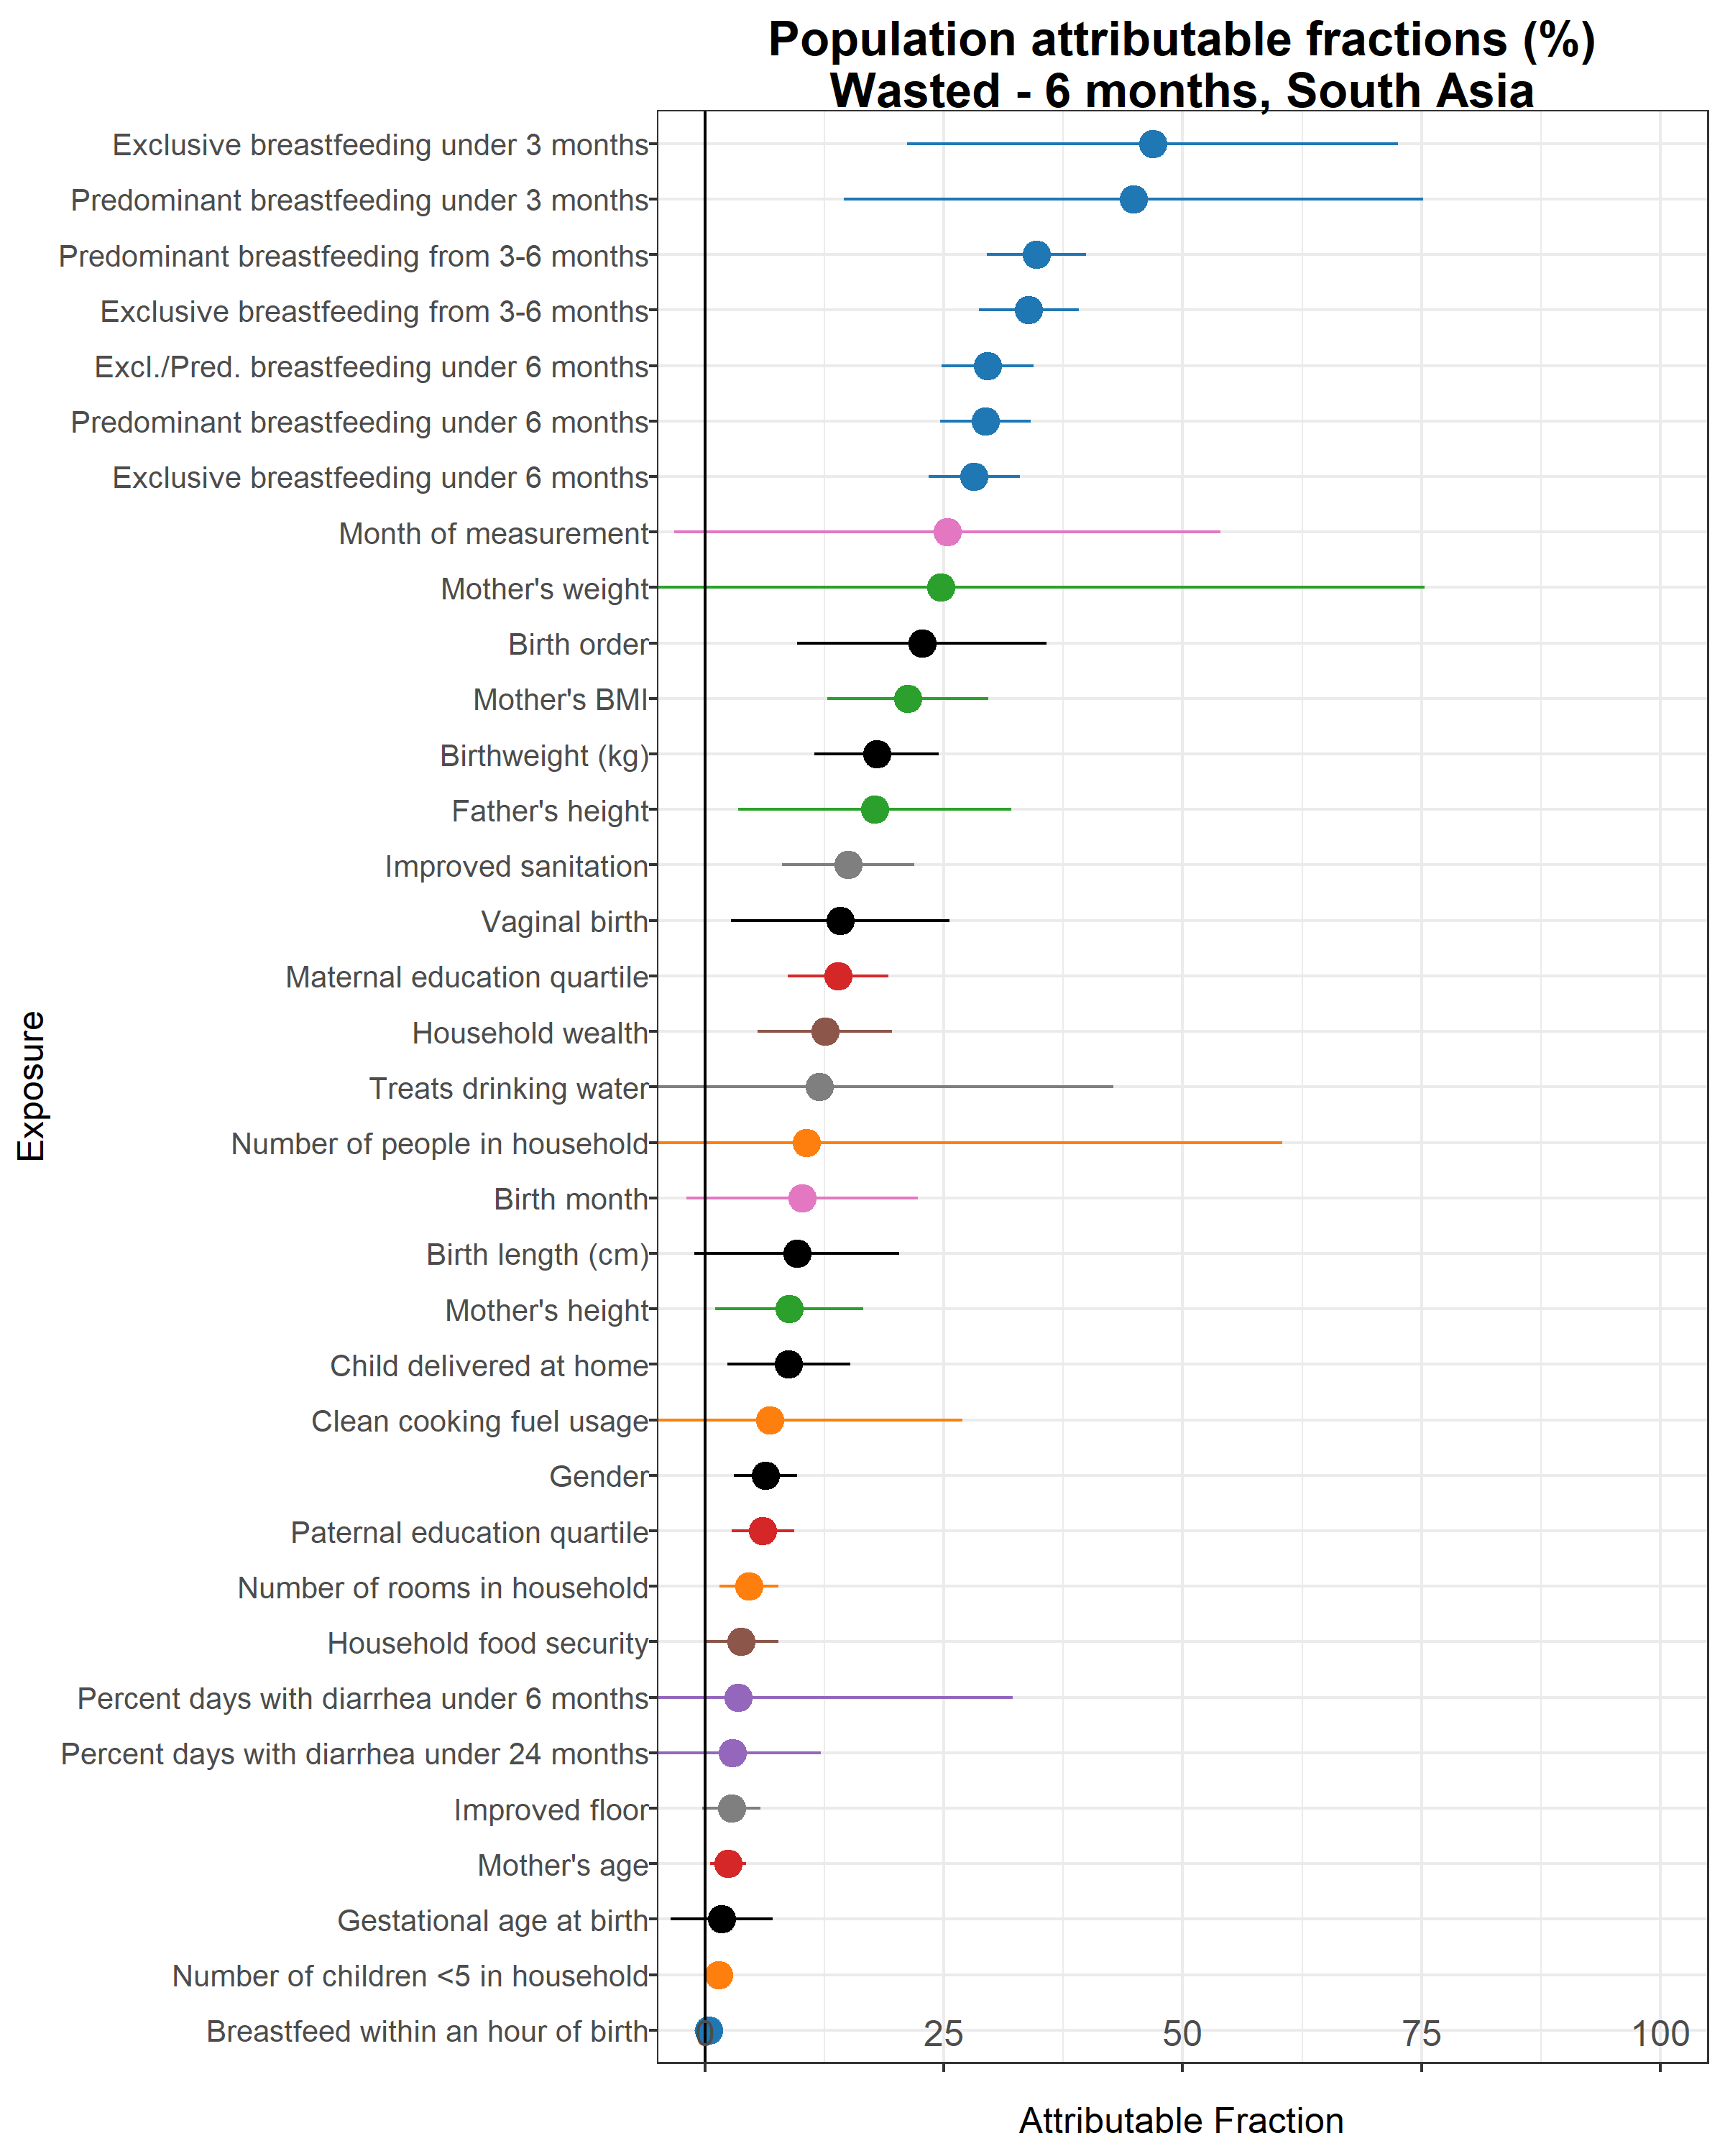 Population attributable fractions (%)
Wasted - 6 months, South Asia
Exclusive breastfeeding under 3 months
Predominant breastfeeding under 3 months
Predominant breastfeeding from 3-6 months
Exclusive breastfeeding from 3-6 months
Excl./Pred. breastfeeding under 6 months
Predominant breastfeeding under 6 months
Exclusive breastfeeding under 6 months
Month of measurement
Mother's weight
Birth order
Mother's BMI
Birthweight (kg)
Father's height
Improved sanitation
Vaginal birth
Maternal education quartile
Household wealth
Treats drinking water
Number of people in household
Birth month
Birth length (cm)
Mother's height
Child delivered at home
Clean cooking fuel usage
Gender
Paternal education quartile
Number of rooms in household
Household food security
Percent days with diarrhea under 6 months
Percent days with diarrhea under 24 months
Improved floor
Mother's age
Gestational age at birth
Number of children <5 in household
Breastfeed within an hour of birth
Exposure
0 25 50 75 100
Attributable Fraction